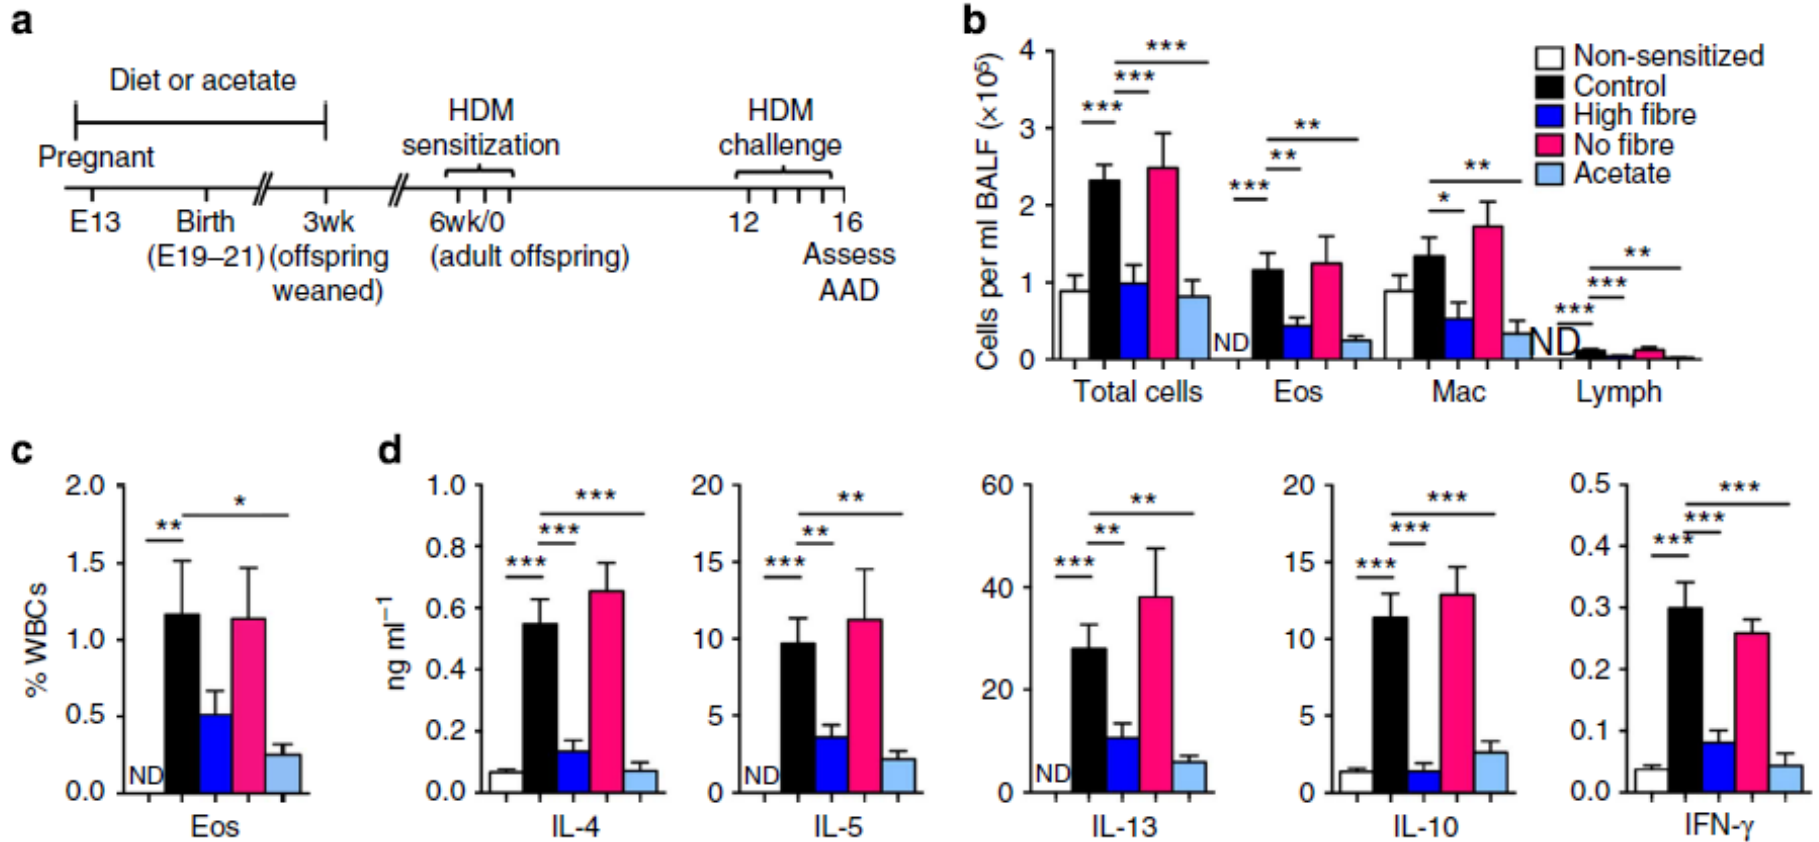 a
Diet or acetate
Pregnant
HDM
sensitization
HDM
challenge
E13
Birth
(E19–21)
3wk
(offspring
weaned)
6wk/0
(adult offspring)
12
16
Assess
AAD
b
Cells per ml BALF (×10⁵)
4
3
2
1
0
***
***
***
***
**
**
*
**
***
***
**
ND
ND
Total cells
Eos
Mac
Lymph
Non-sensitized
Control
High fibre
No fibre
Acetate
c
% WBCs
2.0
1.5
1.0
0.5
0.0
**
*
ND
Eos
d
ng ml⁻¹
1.0
0.8
0.6
0.4
0.2
0.0
***
***
***
IL-4
20
15
10
5
0
**
**
***
ND
IL-5
60
40
20
0
**
**
***
ND
IL-13
20
15
10
5
0
***
***
***
IL-10
0.5
0.4
0.3
0.2
0.1
0.0
***
***
***
IFN-γ